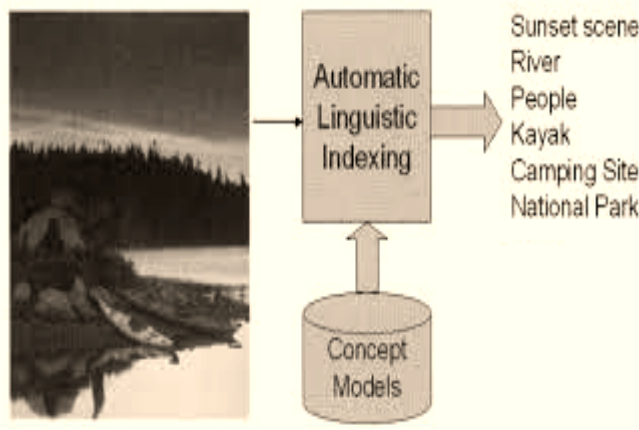 Automatic
Linguistic
Indexing
Sunset scene
River
People
Kayak
Camping Site
National Park
Concept
Models